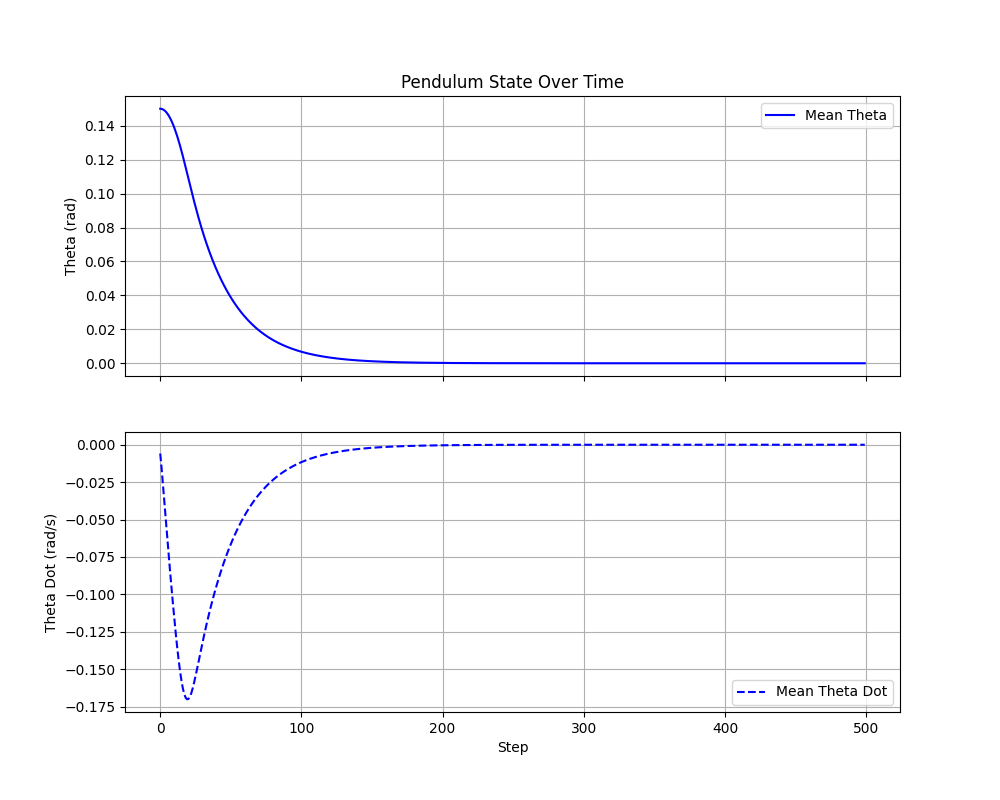 Pendulum State Over Time
Mean Theta
Theta (rad)
0.14
0.12
0.10
0.08
0.06
0.04
0.02
0.00
Theta Dot (rad/s)
0.000
−0.025
−0.050
−0.075
−0.100
−0.125
−0.150
−0.175
Mean Theta Dot
0 100 200 300 400 500
Step